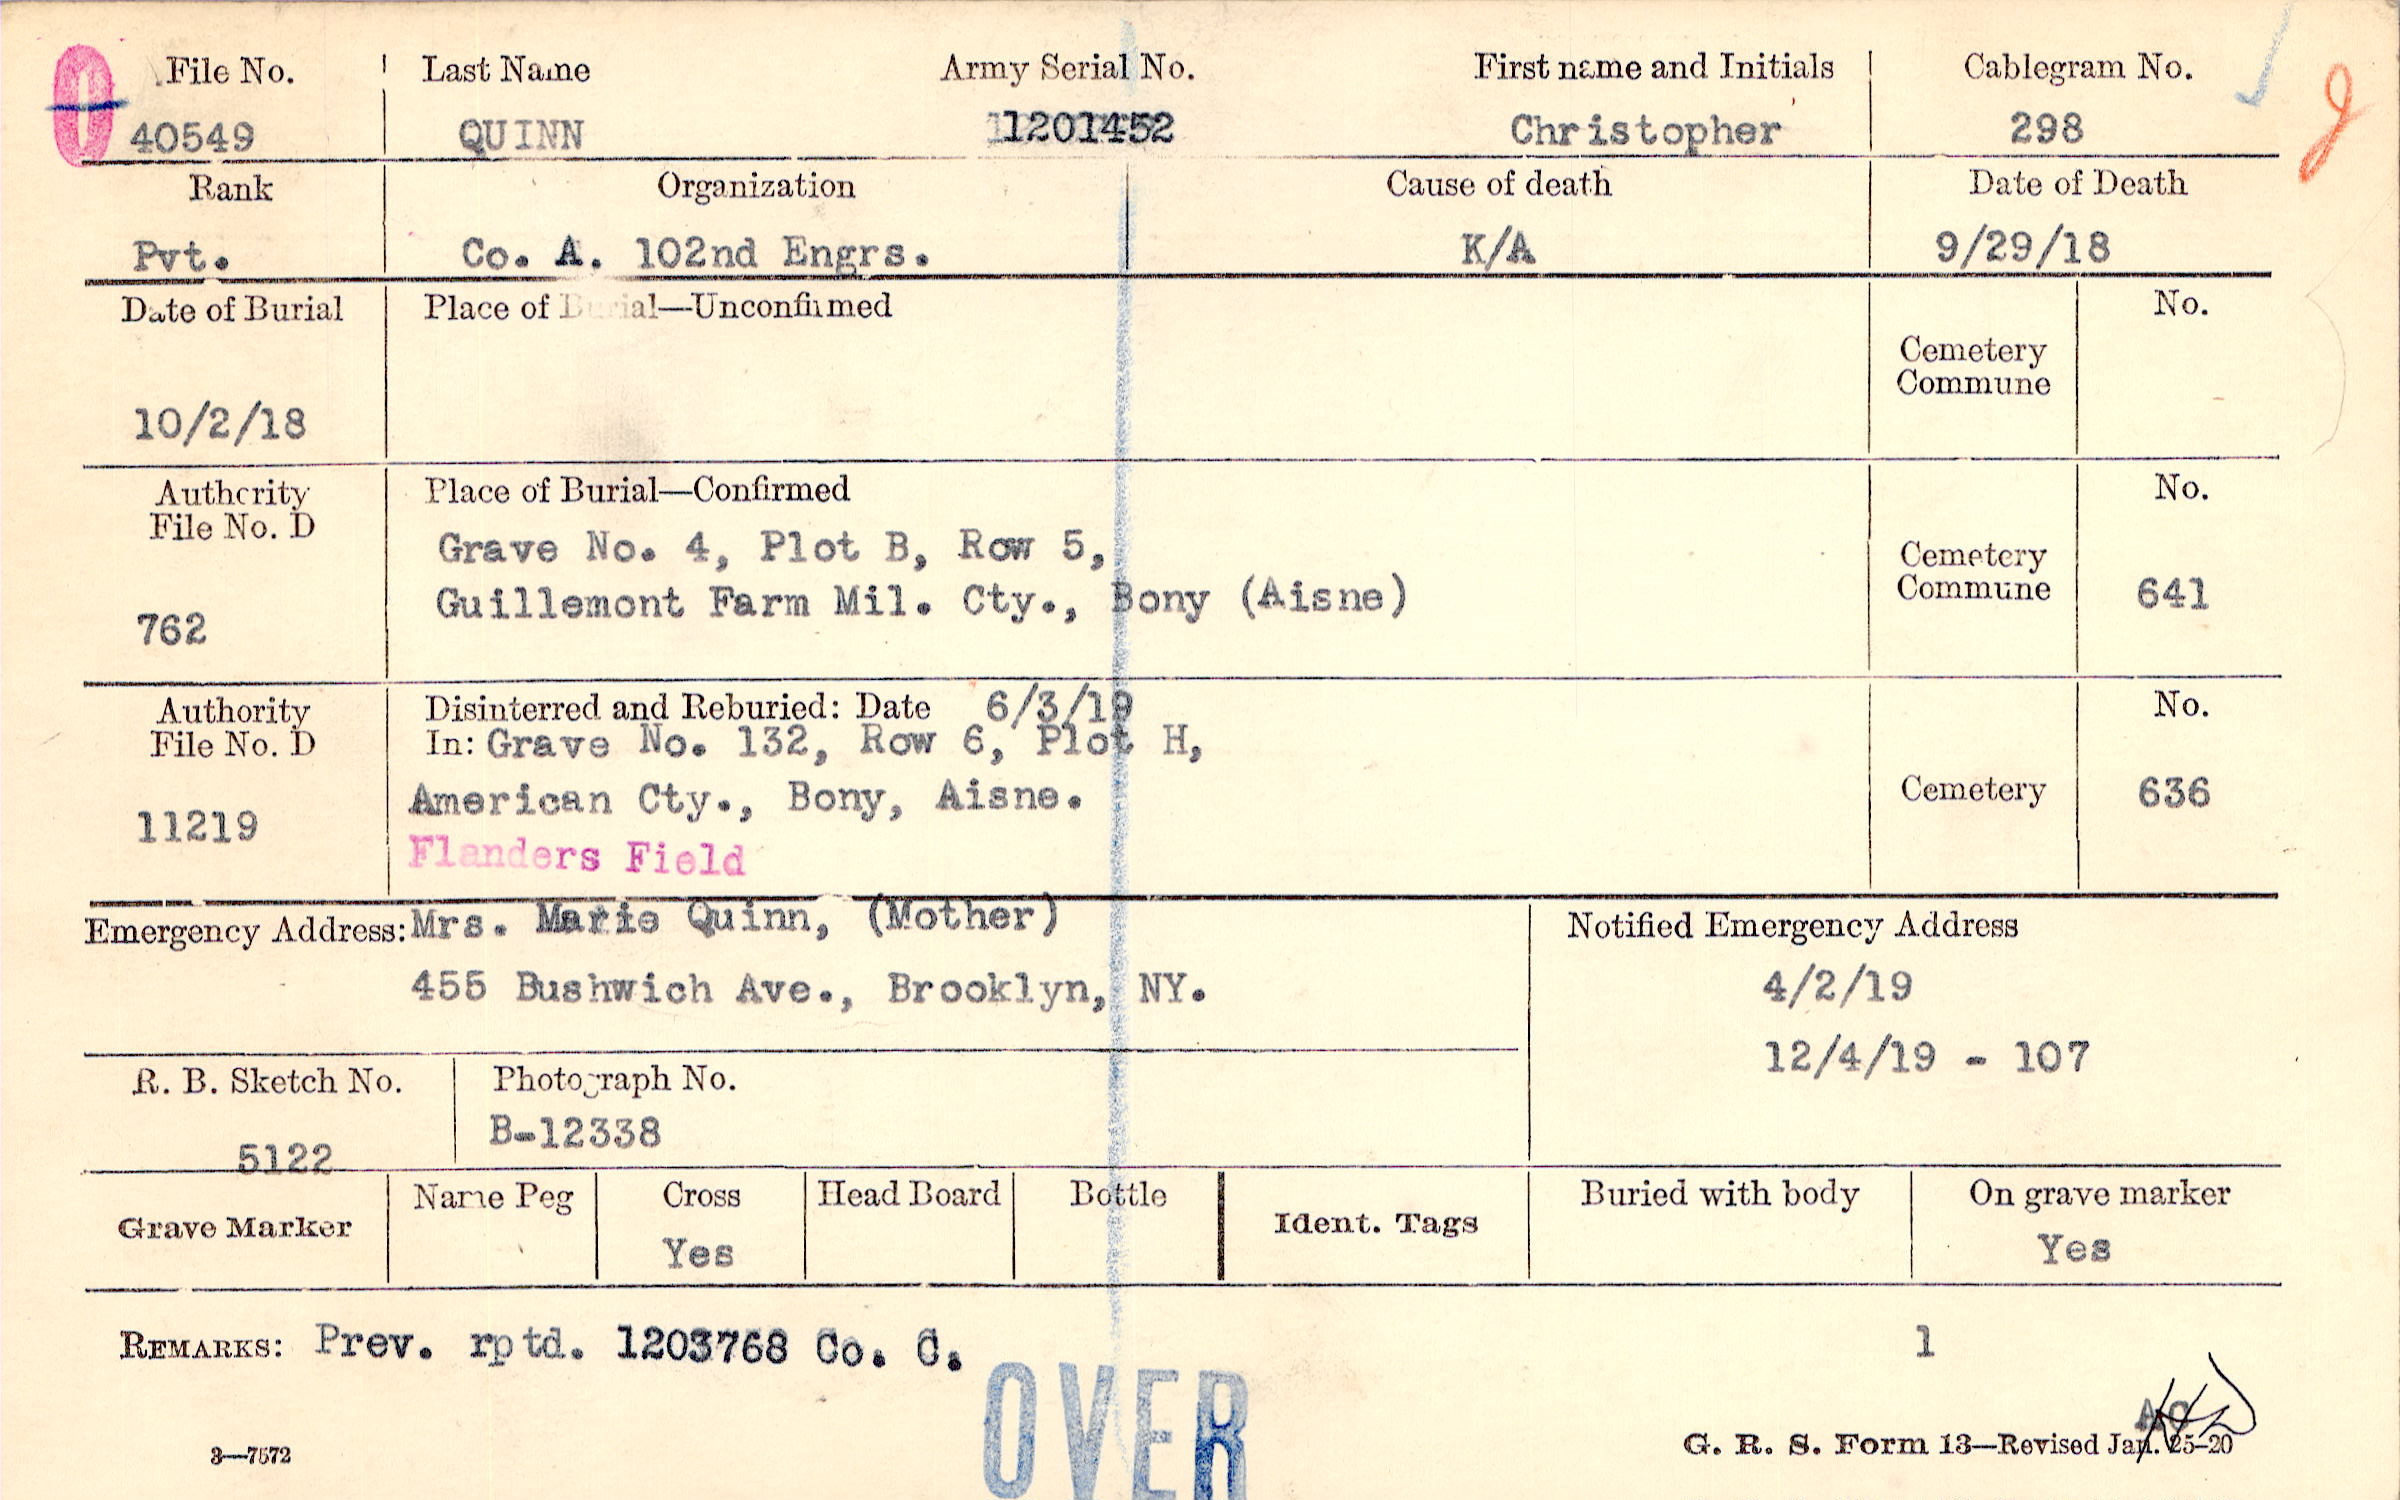 File No. Last Name Army Serial No. First name and Initials Cablegram No.
40549 QUINN 1201452 Christopher 298
Rank Organization Cause of death Date of Death
Pvt. Co. A. 102nd Engrs. K/A 9/29/18
Date of Burial Place of Burial—Unconfirmed No.
Cemetery
Commune
10/2/18
Authority Place of Burial—Confirmed No.
File No. D
Grave No. 4, Plot B, Row 5,
Cemetery
Guillemont Farm Mil. Cty., Bony (Aisne) Commune 641
762
Authority Disinterred and Reburied: Date 6/3/19 No.
File No. D In: Grave No. 132, Row 6, Plot H,
American Cty., Bony, Aisne. Cemetery 636
11219
Flanders Field
Emergency Address: Mrs. Marie Quinn, (Mother) Notified Emergency Address
455 Bushwich Ave., Brooklyn, NY. 4/2/19
12/4/19 - 107
R. B. Sketch No. Photograph No.
5122 B-12338
Grave Marker Name Peg Cross Head Board Bottle Ident. Tags Buried with body On grave marker
Yes Yes
REMARKS: Prev. rptd. 1203768 Co. C. 1
OVER
3—7572 G. R. S. Form 13—Revised Jan. 25-20